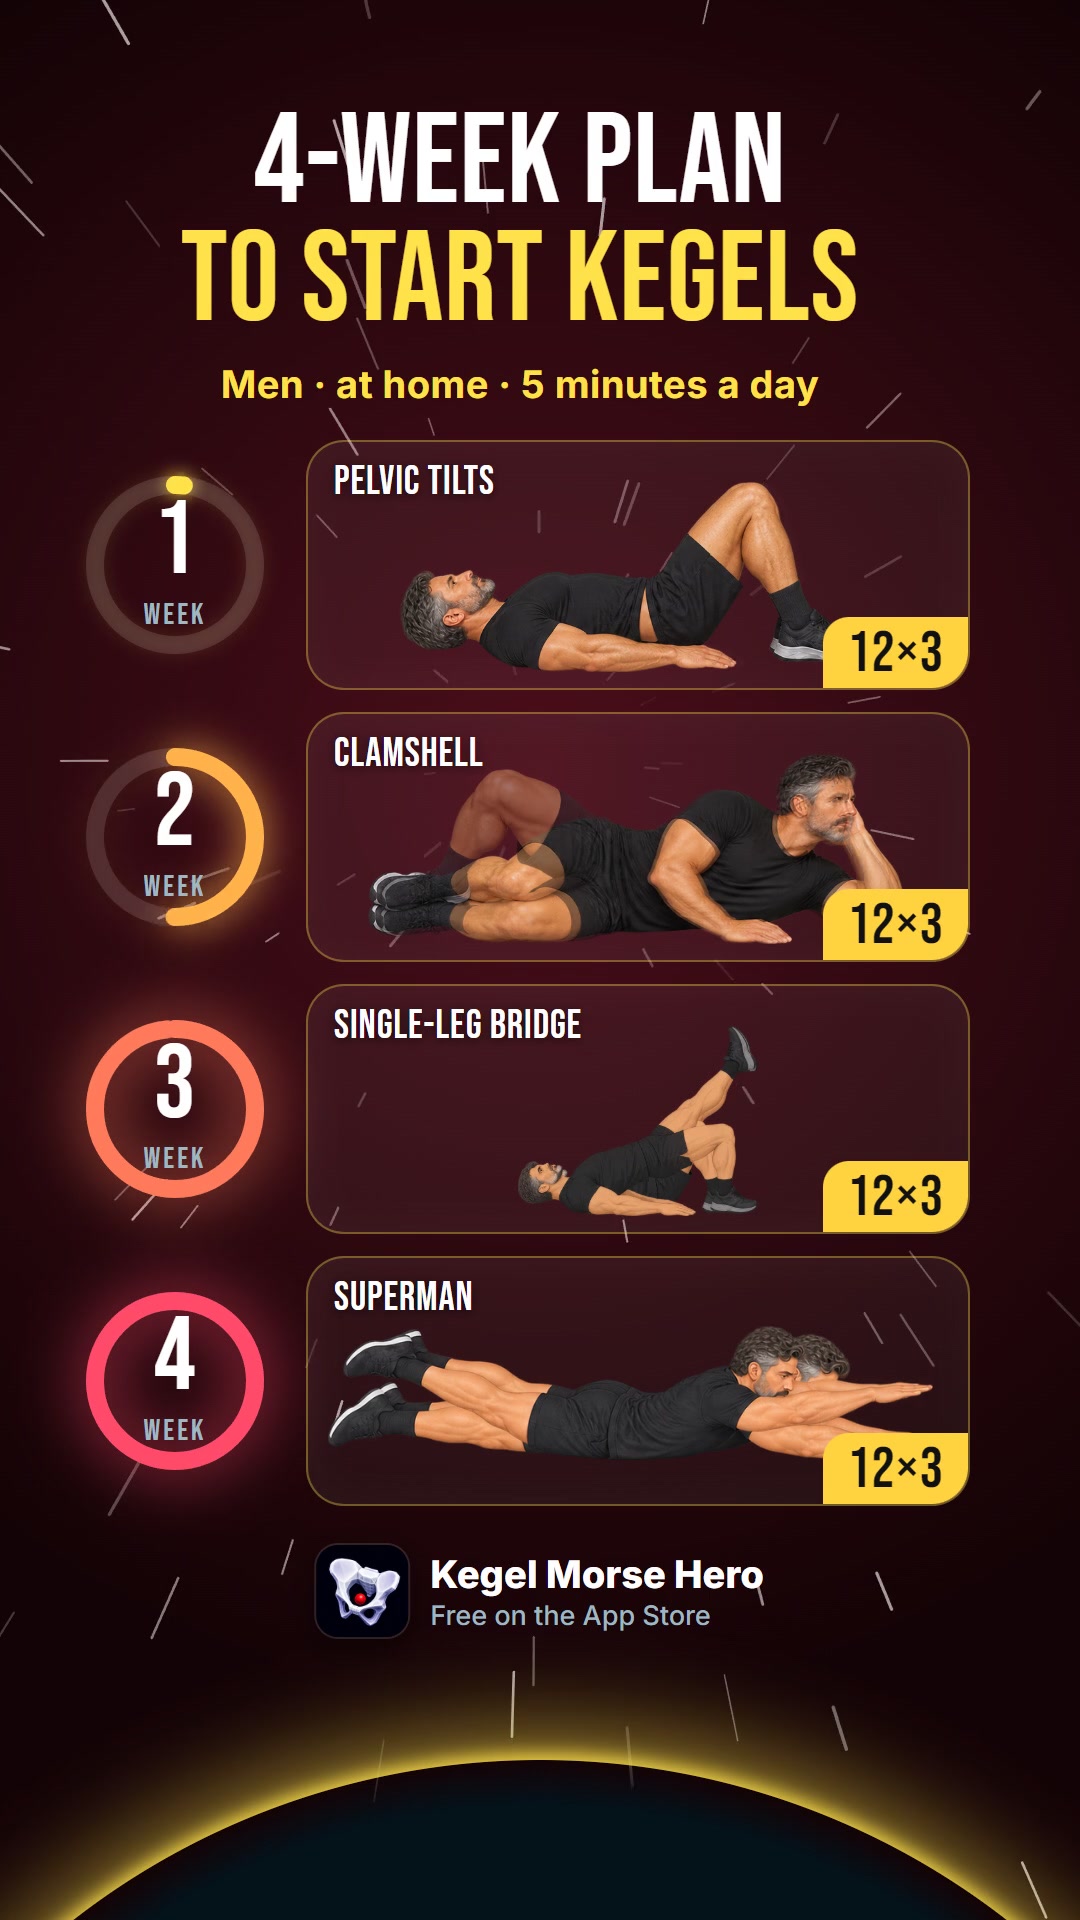 4-WEEK PLAN
TO START KEGELS
Men · at home · 5 minutes a day
1
WEEK
PELVIC TILTS
12×3
2
WEEK
CLAMSHELL
12×3
3
WEEK
SINGLE-LEG BRIDGE
12×3
4
WEEK
SUPERMAN
12×3
Kegel Morse Hero
Free on the App Store